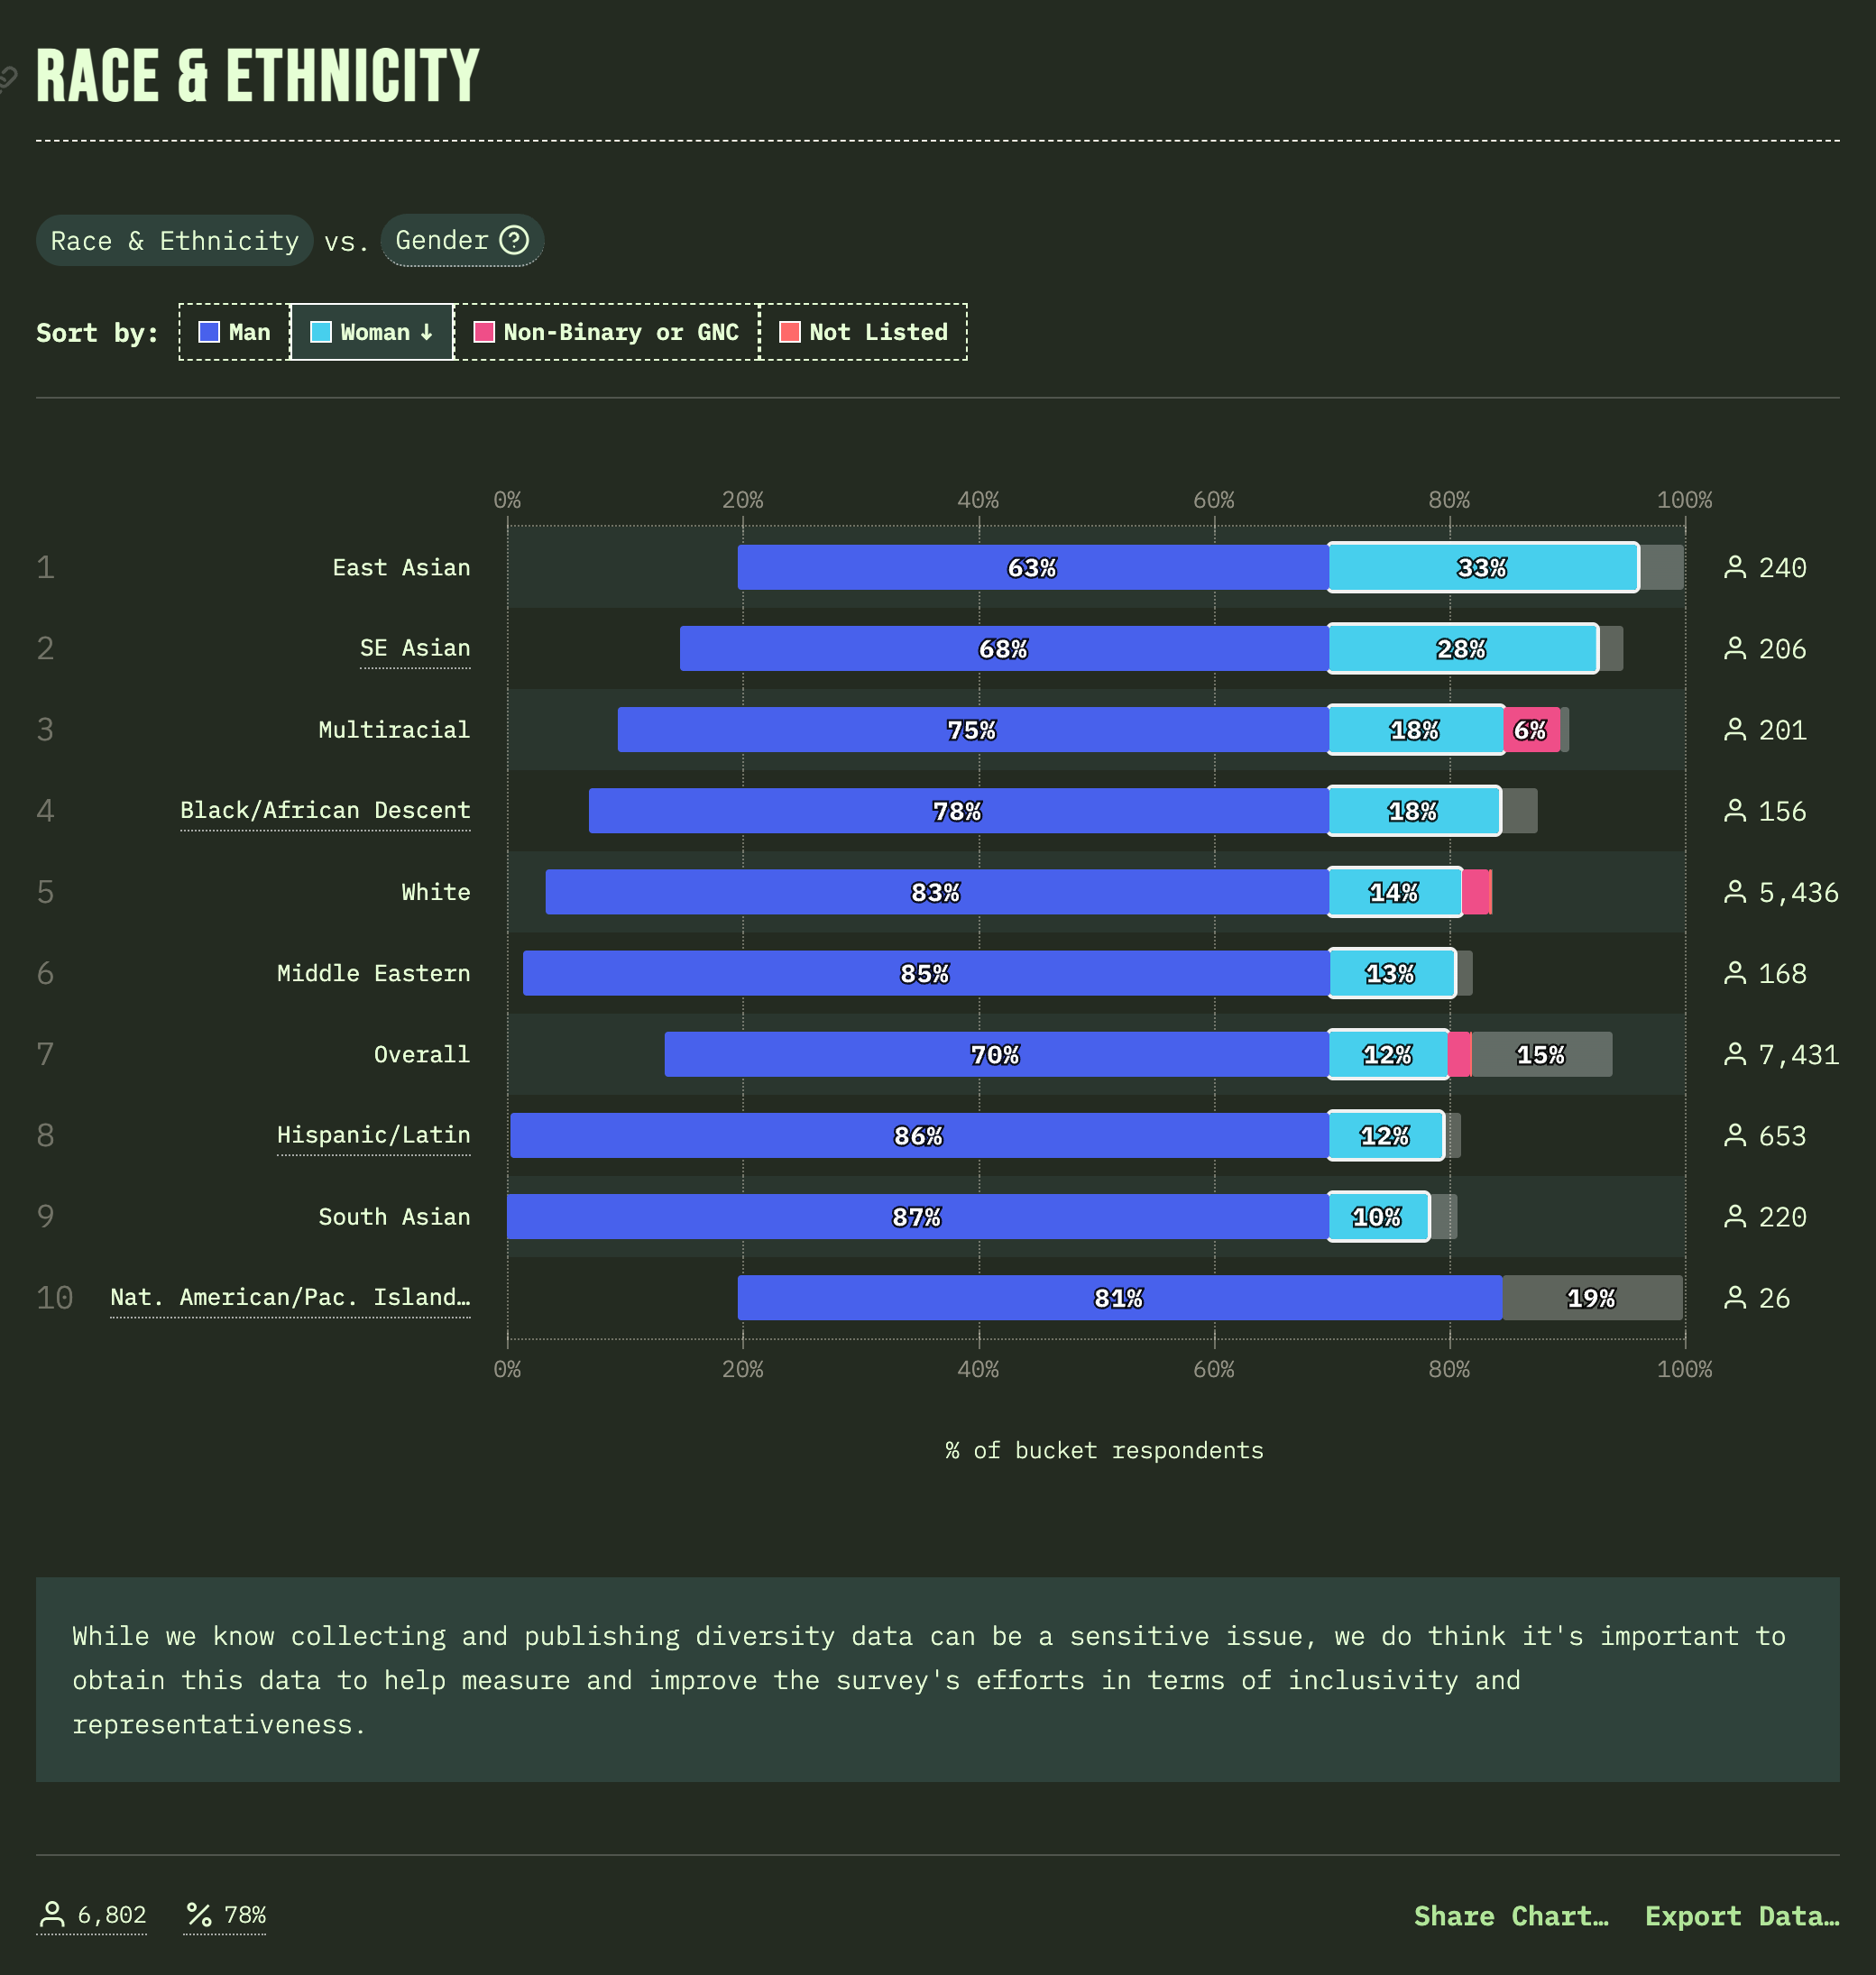 RACE & ETHNICITY
Race & Ethnicity vs. Gender ?
Sort by: Man Woman ↓ Non-Binary or GNC Not Listed
0% 20% 40% 60% 80% 100%
1 East Asian 63% 33% 240
2 SE Asian 68% 28% 206
3 Multiracial 75% 18% 6% 201
4 Black/African Descent 78% 18% 156
5 White 83% 14% 5,436
6 Middle Eastern 85% 13% 168
7 Overall 70% 12% 15% 7,431
8 Hispanic/Latin 86% 12% 653
9 South Asian 87% 10% 220
10 Nat. American/Pac. Island… 81% 19% 26
0% 20% 40% 60% 80% 100%
% of bucket respondents
While we know collecting and publishing diversity data can be a sensitive issue, we do think it's important to
obtain this data to help measure and improve the survey's efforts in terms of inclusivity and
representativeness.
6,802 % 78% Share Chart… Export Data…